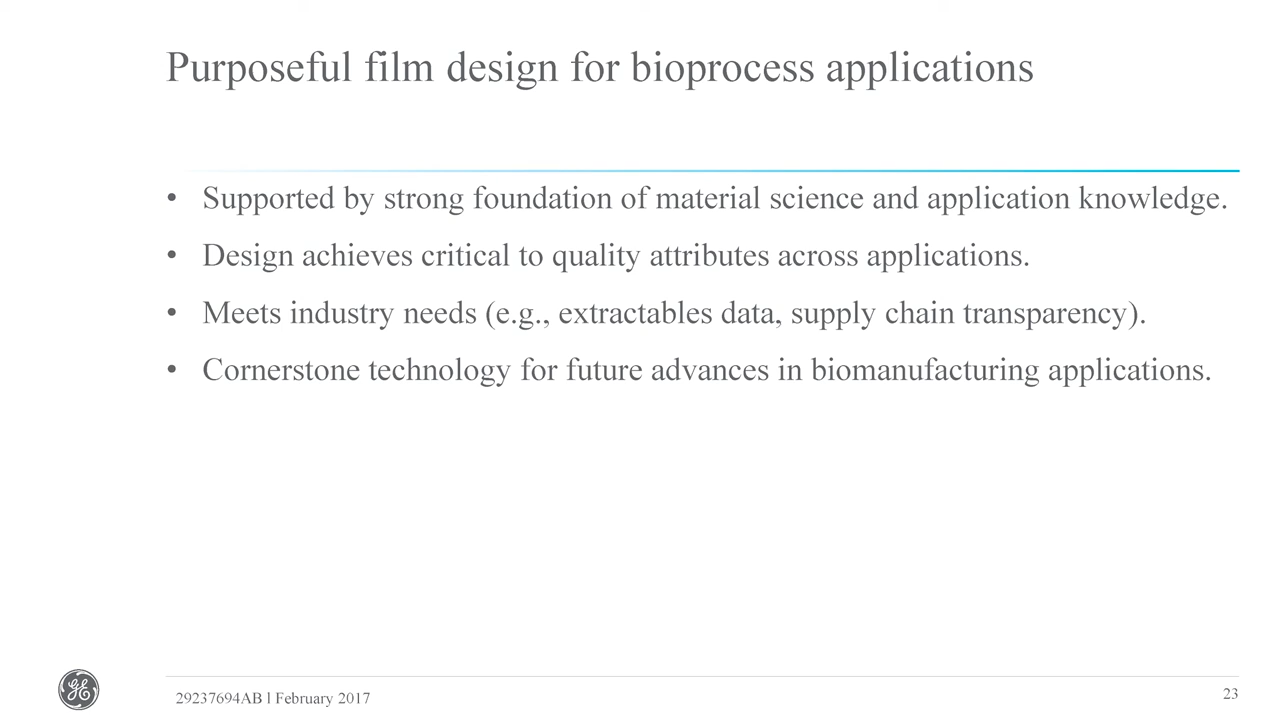 Purposeful film design for bioprocess applications
• Supported by strong foundation of material science and application knowledge.
• Design achieves critical to quality attributes across applications.
• Meets industry needs (e.g., extractables data, supply chain transparency).
• Cornerstone technology for future advances in biomanufacturing applications.
GE
29237694AB l February 2017
23